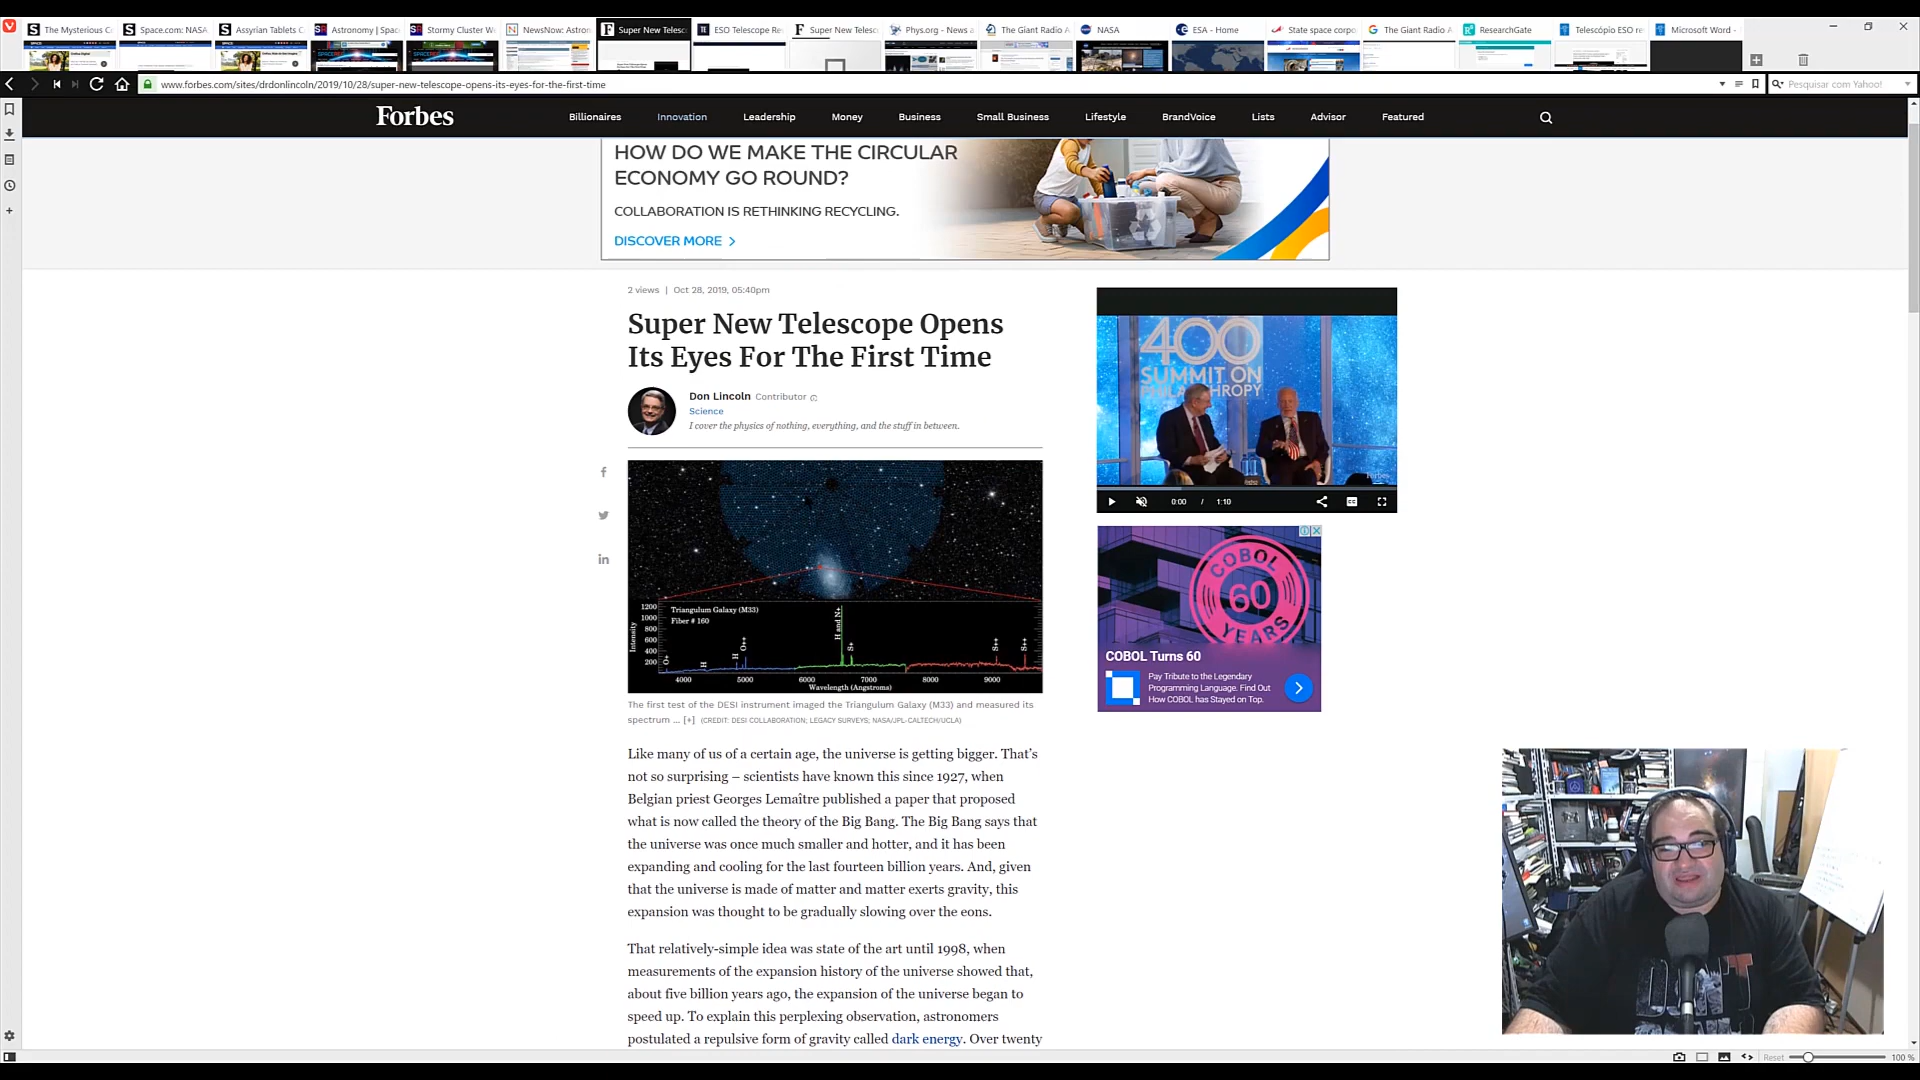 The Mysterious C
Space.com: NASA
Assyrian Tablets C
Astronomy | Spac
Stormy Cluster W
NewsNow: Astron
Super New Telesc
ESO Telescope Re
Super New Telesc
Phys.org - News a
The Giant Radio A
NASA
ESA - Home
State space corpo
The Giant Radio A
ResearchGate
Telescópio ESO re
Microsoft Word -
www.forbes.com/sites/drdonlincoln/2019/10/28/super-new-telescope-opens-its-eyes-for-the-first-time
Pesquisar com Yahoo!
Forbes
Billionaires
Innovation
Leadership
Money
Business
Small Business
Lifestyle
BrandVoice
Lists
Advisor
Featured
HOW DO WE MAKE THE CIRCULAR
ECONOMY GO ROUND?
COLLABORATION IS RETHINKING RECYCLING.
DISCOVER MORE >
2 views | Oct 28, 2019, 05:40pm
Super New Telescope Opens
Its Eyes For The First Time
Don Lincoln Contributor
Science
I cover the physics of nothing, everything, and the stuff in between.
Triangulum Galaxy (M33)
Fiber # 160
Intensity
1200
1000
800
600
400
200
O+
H
H
O++
H and N+
S+
S++
S++
4000 5000 6000 7000 8000 9000
Wavelength (Angstroms)
The first test of the DESI instrument imaged the Triangulum Galaxy (M33) and measured its
spectrum ... [+] (CREDIT: DESI COLLABORATION; LEGACY SURVEYS; NASA/JPL-CALTECH/UCLA)
Like many of us of a certain age, the universe is getting bigger. That's
not so surprising – scientists have known this since 1927, when
Belgian priest Georges Lemaître published a paper that proposed
what is now called the theory of the Big Bang. The Big Bang says that
the universe was once much smaller and hotter, and it has been
expanding and cooling for the last fourteen billion years. And, given
that the universe is made of matter and matter exerts gravity, this
expansion was thought to be gradually slowing over the eons.
That relatively-simple idea was state of the art until 1998, when
measurements of the expansion history of the universe showed that,
about five billion years ago, the expansion of the universe began to
speed up. To explain this perplexing observation, astronomers
postulated a repulsive form of gravity called dark energy. Over twenty
400
SUMMIT ON
PHILANTHROPY
Forbes
0:00 / 1:10
CC
COBOL
60
YEARS
COBOL Turns 60
Pay Tribute to the Legendary
Programming Language. Find Out
How COBOL has Stayed on Top.
Reset
100 %